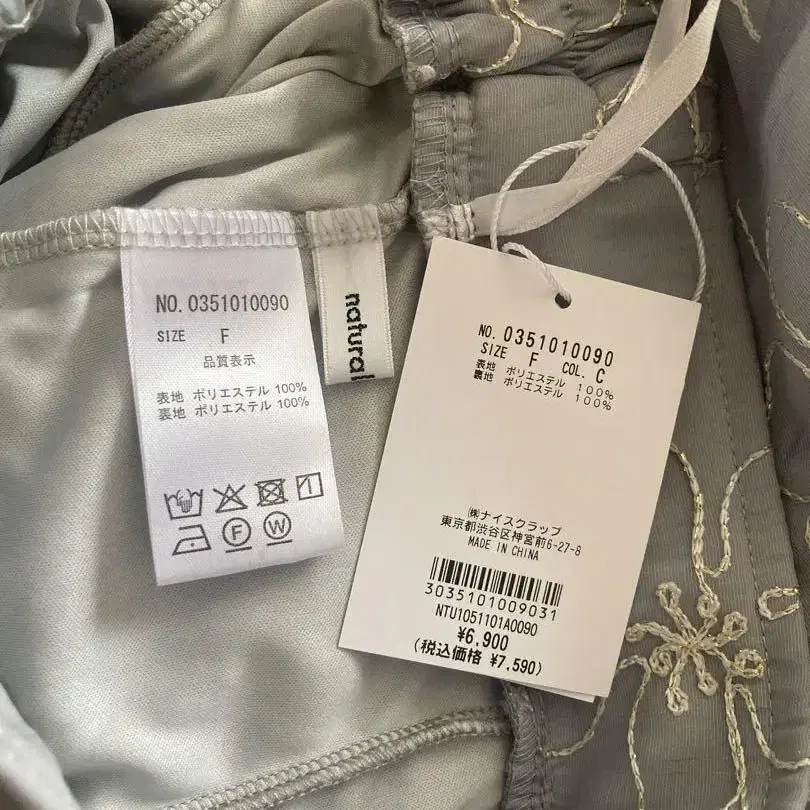 NO. 0351010090
SIZE F
品質表示
表地 ポリエステル 100%
裏地 ポリエステル 100%
F W
natural
NO. 0351010090
SIZE F COL. C
表地 ポリエステル 100%
裏地 ポリエステル 100%
㈱ナイスクラップ
東京都渋谷区神宮前6-27-8
MADE IN CHINA
3035101009031
NTU1051101A0090
¥6,900
(税込価格 ¥7,590)